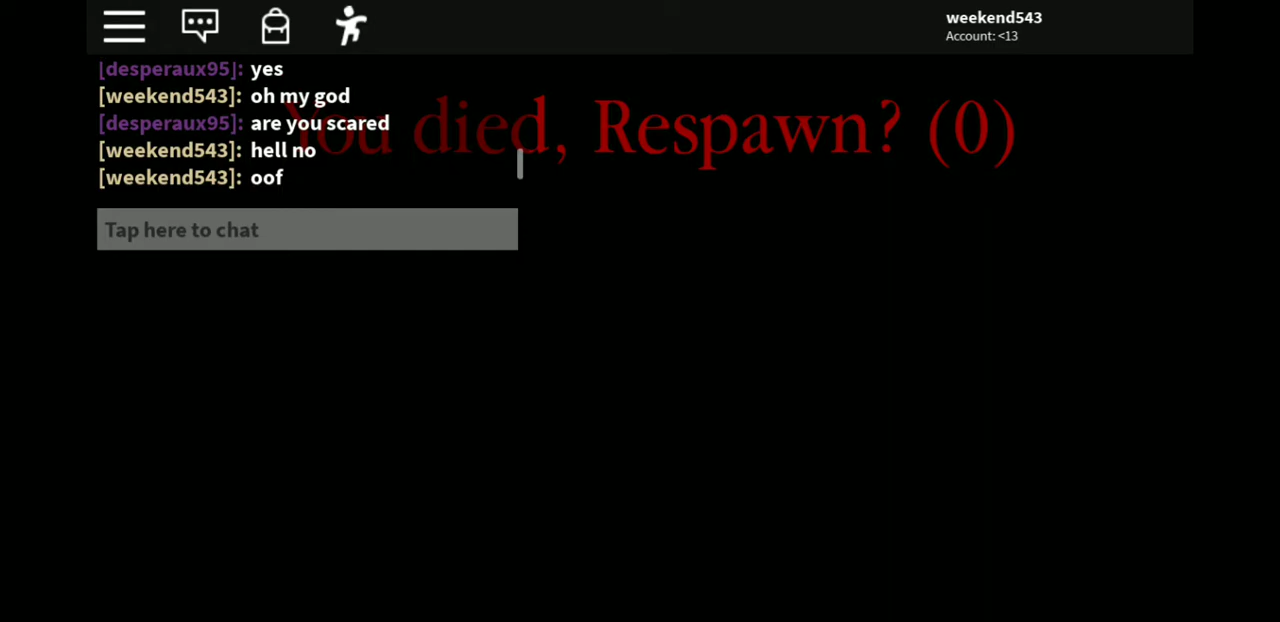 weekend543
Account: <13
[desperaux95]: yes
[weekend543]: oh my god
You died, Respawn? (0)
[desperaux95]: are you scared
[weekend543]: hell no
[weekend543]: oof
Tap here to chat